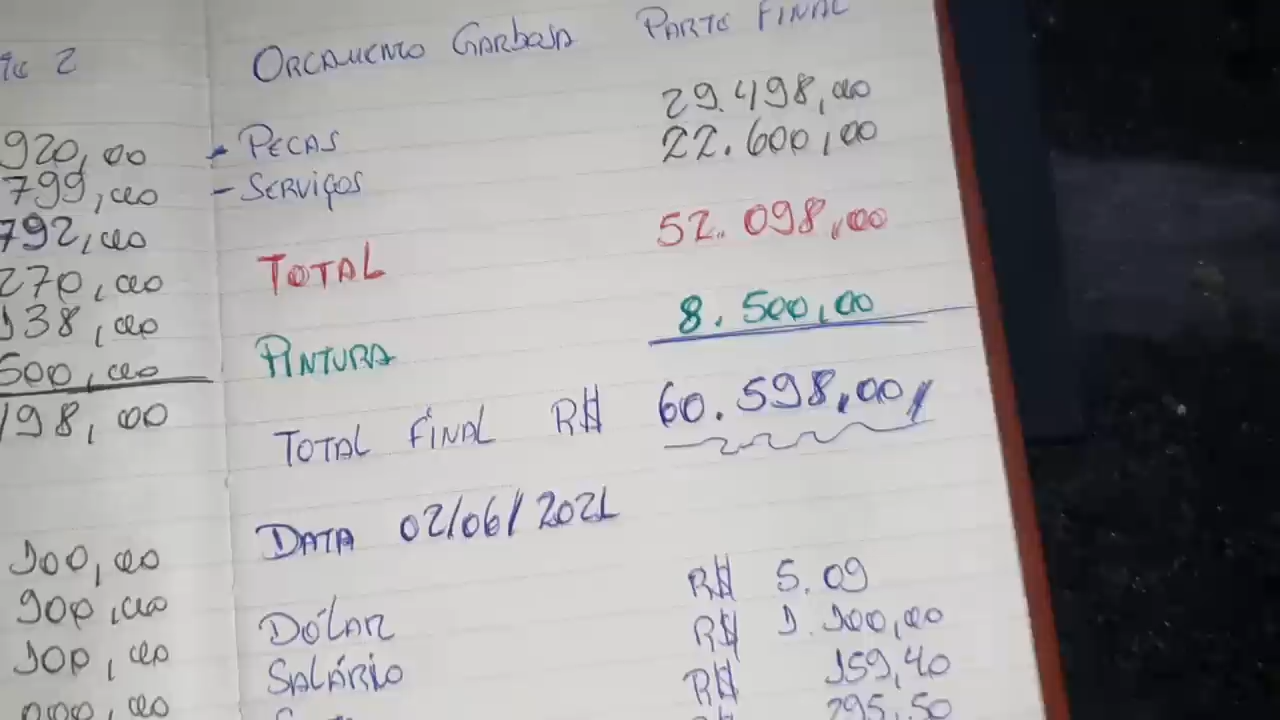 2
920,00
799,00
792,00
270,00
138,00
500,00
198,00
100,00
900,00
100,00
000,00
ORÇAMENTO GARBOSA PARTE FINAL
- PEÇAS 29.498,00
- SERVIÇOS 22.600,00
TOTAL 52.098,00
PINTURA 8.500,00
TOTAL FINAL R$ 60.598,00
DATA 02/06/2021
DÓLAR R$ 5.09
SALÁRIO R$ 1.100,00
R$ 159,40
295,50